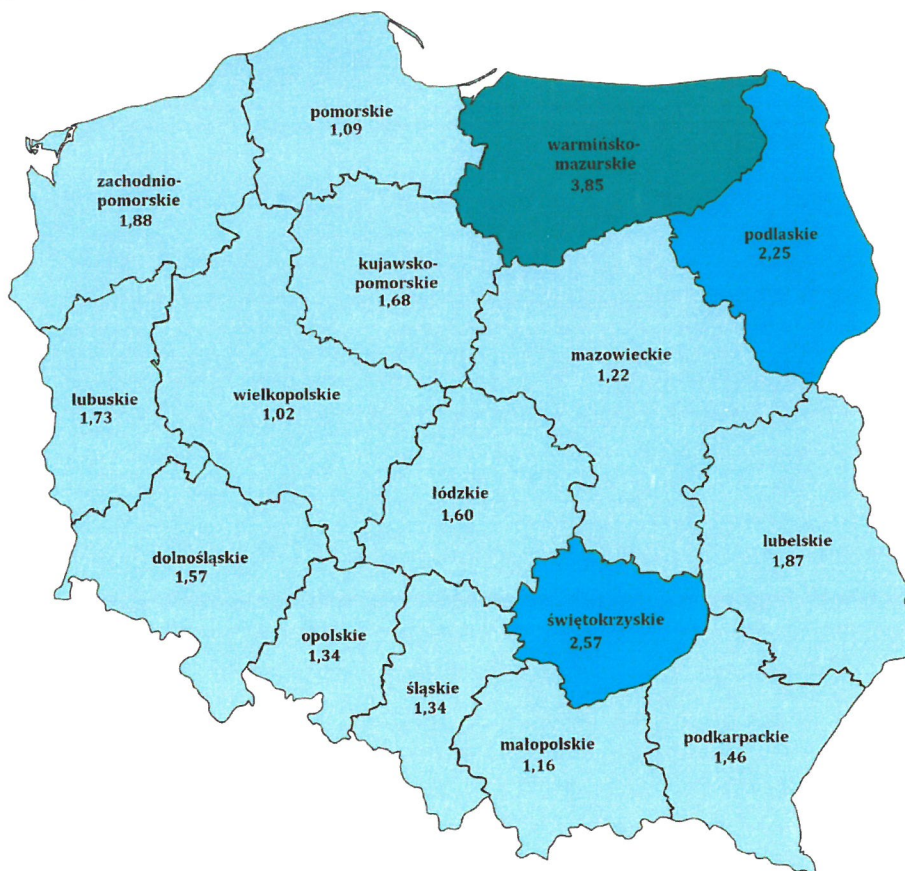 pomorskie
1,09
warmińsko-
mazurskie
3,85
zachodnio-
pomorskie
1,88
podlaskie
2,25
kujawsko-
pomorskie
1,68
mazowieckie
1,22
lubuskie
1,73
wielkopolskie
1,02
łódzkie
1,60
lubelskie
1,87
dolnośląskie
1,57
świętokrzyskie
2,57
opolskie
1,34
śląskie
1,34
małopolskie
1,16
podkarpackie
1,46